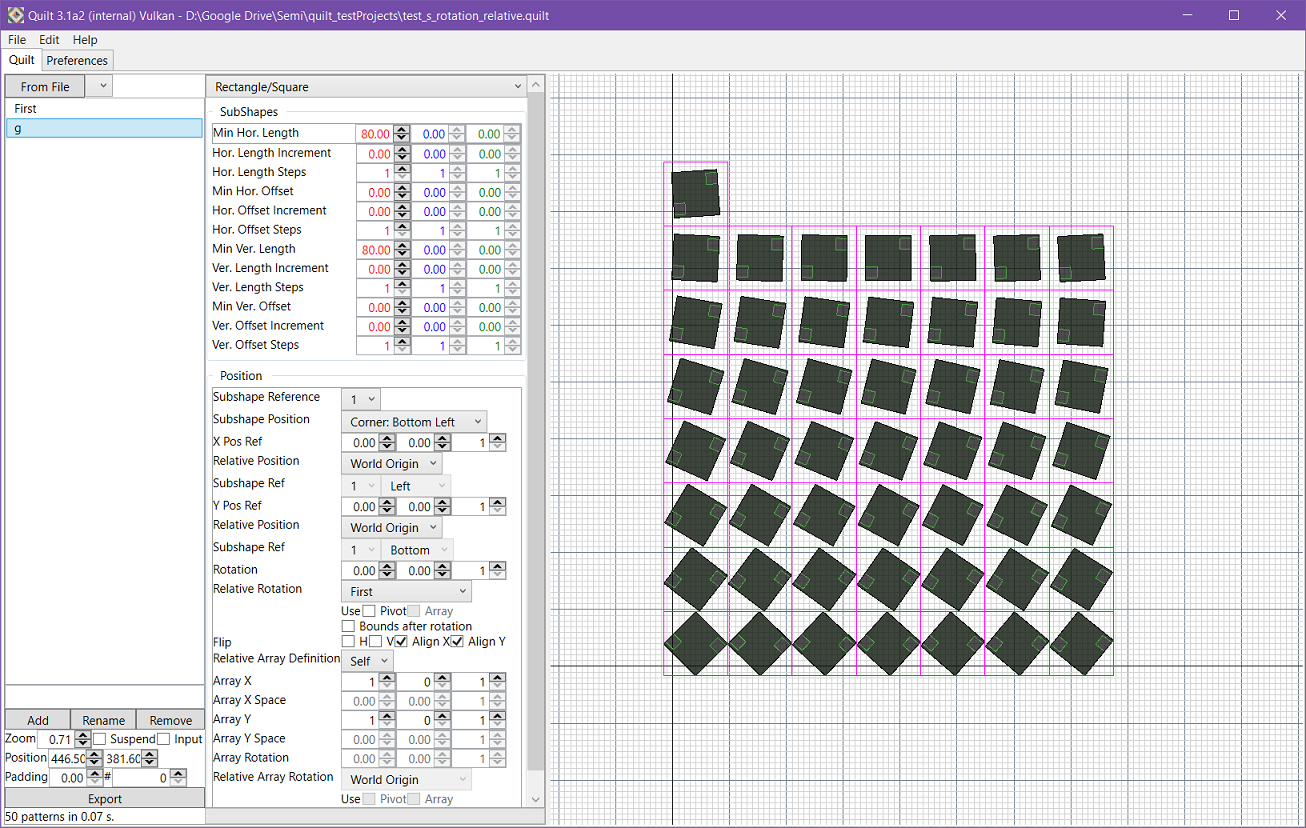 Quilt 3.1a2 (internal) Vulkan - D:\Google Drive\Semi\quilt_testProjects\test_s_rotation_relative.quilt
File Edit Help
Quilt Preferences
From File
First
g
Rectangle/Square
SubShapes
Min Hor. Length 80.00 0.00 0.00
Hor. Length Increment 0.00 0.00 0.00
Hor. Length Steps 1 1 1
Min Hor. Offset 0.00 0.00 0.00
Hor. Offset Increment 0.00 0.00 0.00
Hor. Offset Steps 1 1 1
Min Ver. Length 80.00 0.00 0.00
Ver. Length Increment 0.00 0.00 0.00
Ver. Length Steps 1 1 1
Min Ver. Offset 0.00 0.00 0.00
Ver. Offset Increment 0.00 0.00 0.00
Ver. Offset Steps 1 1 1
Position
Subshape Reference 1
Subshape Position Corner: Bottom Left
X Pos Ref 0.00 0.00 1
Relative Position World Origin
Subshape Ref 1 Left
Y Pos Ref 0.00 0.00 1
Relative Position World Origin
Subshape Ref 1 Bottom
Rotation 0.00 0.00 1
Relative Rotation First
Use Pivot Array
Bounds after rotation
Flip H V Align X Align Y
Relative Array Definition Self
Array X 1 0 1
Array X Space 0.00 0.00 1
Array Y 1 0 1
Array Y Space 0.00 0.00 1
Array Rotation 0.00 0.00 1
Relative Array Rotation World Origin
Use Pivot Array
Add Rename Remove
Zoom 0.71 Suspend Input
Position 446.50 381.60
Padding 0.00 # 0
Export
50 patterns in 0.07 s.